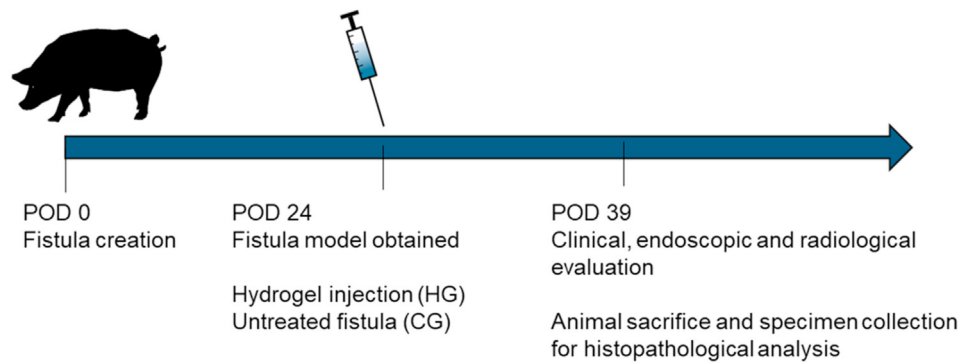 POD 0
Fistula creation
POD 24
Fistula model obtained
Hydrogel injection (HG)
Untreated fistula (CG)
POD 39
Clinical, endoscopic and radiological
evaluation
Animal sacrifice and specimen collection
for histopathological analysis